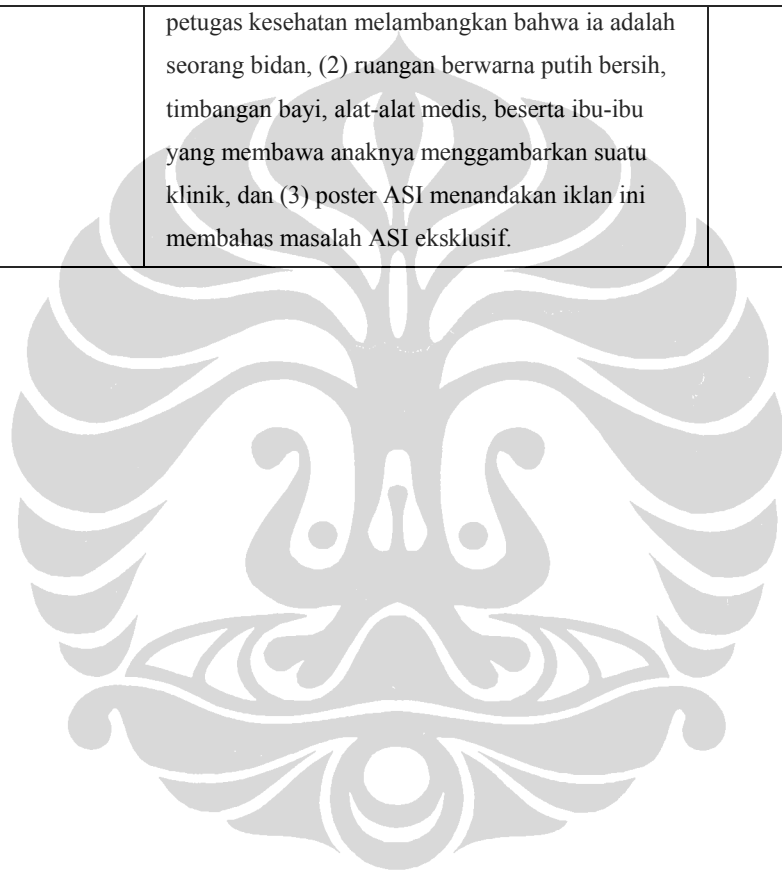 petugas kesehatan melambangkan bahwa ia adalah
seorang bidan, (2) ruangan berwarna putih bersih,
timbangan bayi, alat-alat medis, beserta ibu-ibu
yang membawa anaknya menggambarkan suatu
klinik, dan (3) poster ASI menandakan iklan ini
membahas masalah ASI eksklusif.